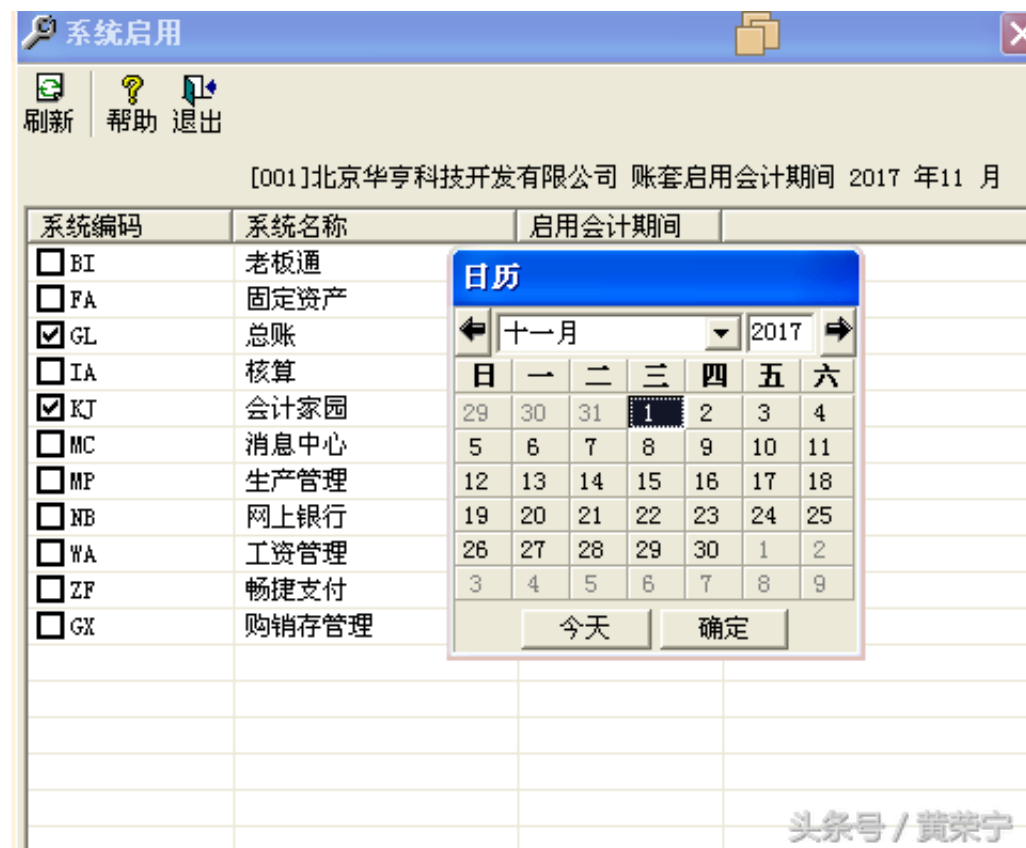 系统启用
刷新 帮助 退出
[001]北京华亨科技开发有限公司 账套启用会计期间 2017 年11 月
系统编码 系统名称 启用会计期间
BI 老板通
FA 固定资产
GL 总账
IA 核算
KJ 会计家园
MC 消息中心
MP 生产管理
NB 网上银行
WA 工资管理
ZF 畅捷支付
GX 购销存管理
日历
十一月 2017
日 一 二 三 四 五 六
29 30 31 1 2 3 4
5 6 7 8 9 10 11
12 13 14 15 16 17 18
19 20 21 22 23 24 25
26 27 28 29 30 1 2
3 4 5 6 7 8 9
今天 确定
头条号 / 黄荣宁